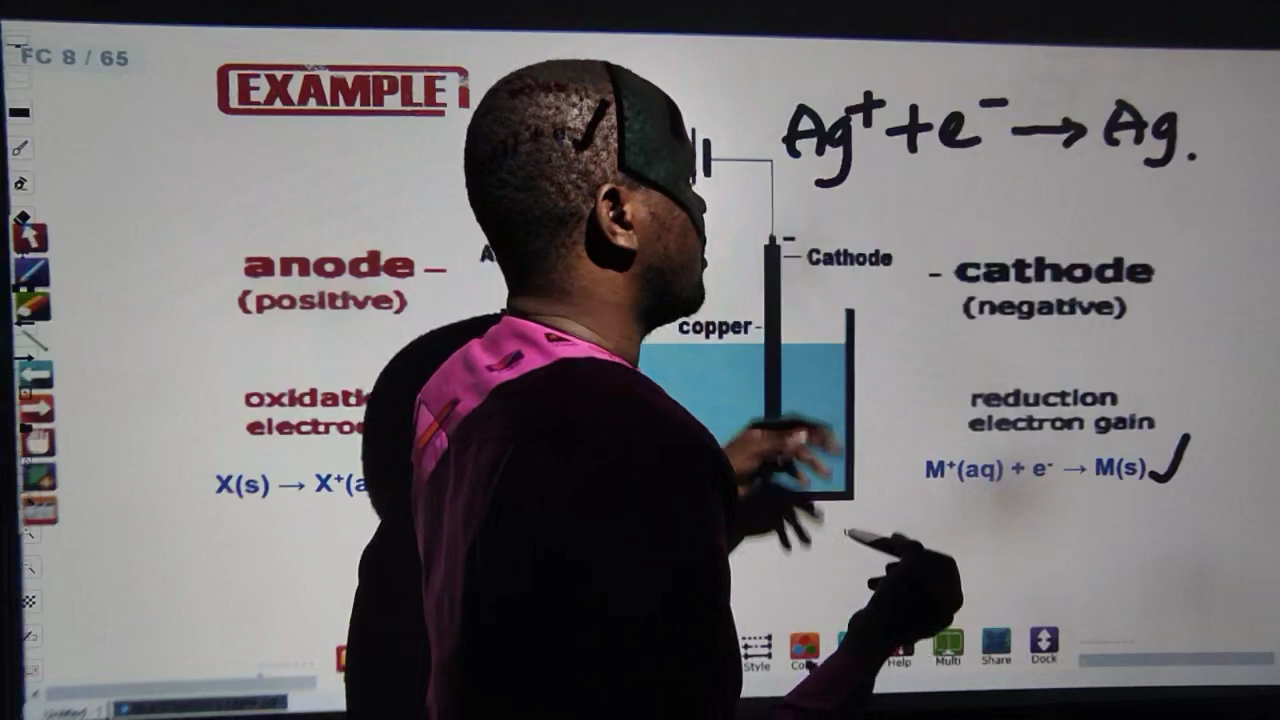 FC 8 / 65
EXAMPLE
Ag⁺ + e⁻ → Ag.
anode –
(positive)
–
– Cathode
- cathode
(negative)
copper -
reduction
electron gain
M⁺(aq) + e⁻ → M(s) ✓
X(s) → X⁺(a
Style
Help
Multi
Share
Dock